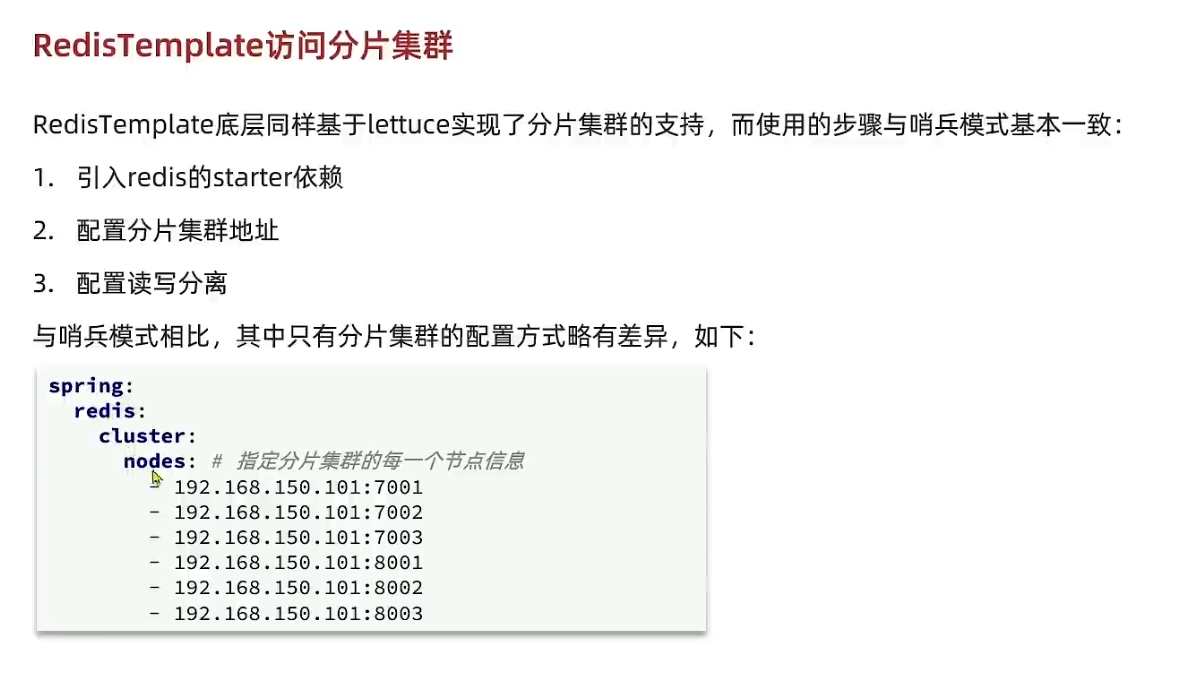 RedisTemplate访问分片集群
RedisTemplate底层同样基于lettuce实现了分片集群的支持，而使用的步骤与哨兵模式基本一致：
1. 引入redis的starter依赖
2. 配置分片集群地址
3. 配置读写分离
与哨兵模式相比，其中只有分片集群的配置方式略有差异，如下：
spring:
  redis:
    cluster:
      nodes: # 指定分片集群的每一个节点信息
        - 192.168.150.101:7001
        - 192.168.150.101:7002
        - 192.168.150.101:7003
        - 192.168.150.101:8001
        - 192.168.150.101:8002
        - 192.168.150.101:8003